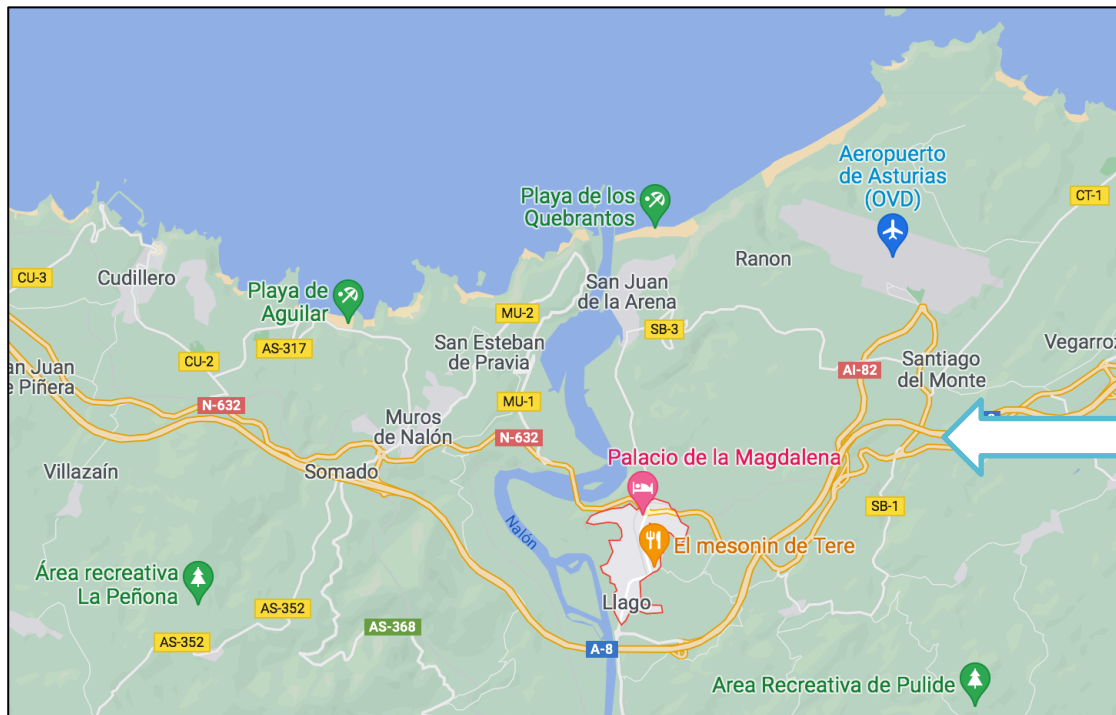 Aeropuerto
de Asturias
(OVD)
CT-1
Playa de los
Quebrantos
Ranon
Cudillero
CU-3
San Juan
de la Arena
Playa de
Aguilar
MU-2
SB-3
San Esteban
de Pravia
AS-317
CU-2
AI-82
Santiago
del Monte
Vegarroz
an Juan
e Piñera
N-632
MU-1
Muros
de Nalón
N-632
Palacio de la Magdalena
Villazaín
Somado
SB-1
Nalón
El mesonin de Tere
Área recreativa
La Peñona
Llago
AS-352
AS-368
AS-352
A-8
Area Recreativa de Pulide